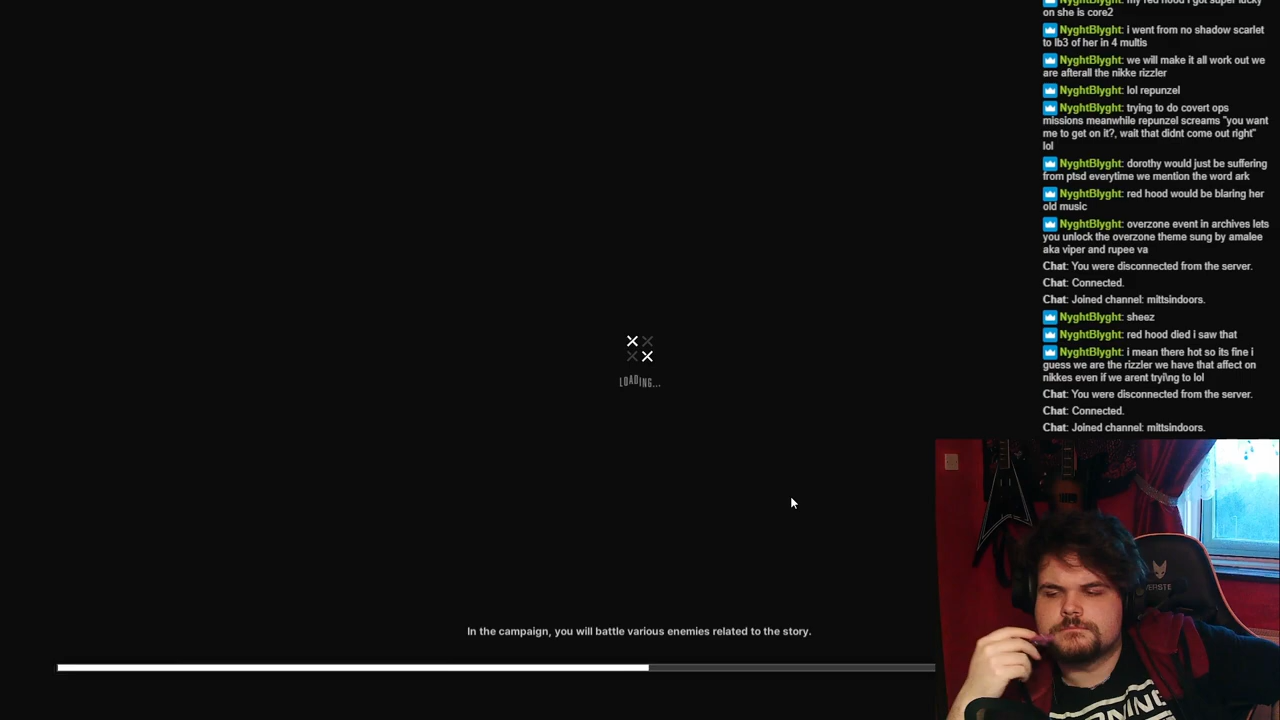 NyghtBlyght: my red hood i got super lucky
on she is core2
NyghtBlyght: i went from no shadow scarlet
to lb3 of her in 4 multis
NyghtBlyght: we will make it all work out we
are afterall the nikke rizzler
NyghtBlyght: lol repunzel
NyghtBlyght: trying to do covert ops
missions meanwhile repunzel screams "you want
me to get on it?, wait that didnt come out right"
lol
NyghtBlyght: dorothy would just be suffering
from ptsd everytime we mention the word ark
NyghtBlyght: red hood would be blaring her
old music
NyghtBlyght: overzone event in archives lets
you unlock the overzone theme sung by amalee
aka viper and rupee va
Chat: You were disconnected from the server.
Chat: Connected.
Chat: Joined channel: mittsindoors.
NyghtBlyght: sheez
NyghtBlyght: red hood died i saw that
NyghtBlyght: i mean there hot so its fine i
guess we are the rizzler we have that affect on
nikkes even if we arent tryi\ng to lol
Chat: You were disconnected from the server.
Chat: Connected.
Chat: Joined channel: mittsindoors.
LOADING...
In the campaign, you will battle various enemies related to the story.